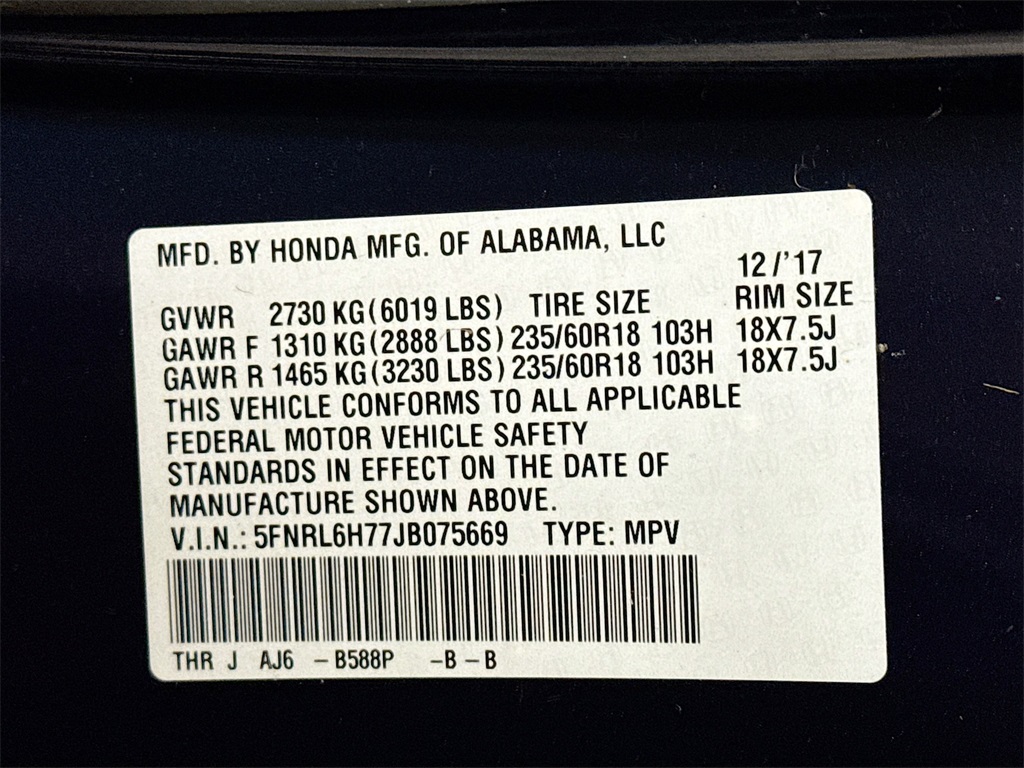 MFD. BY HONDA MFG. OF ALABAMA, LLC
12 /'17
GVWR 2730 KG (6019 LBS) TIRE SIZE RIM SIZE
GAWR F 1310 KG (2888 LBS) 235/60R18 103H 18X7.5J
GAWR R 1465 KG (3230 LBS) 235/60R18 103H 18X7.5J
THIS VEHICLE CONFORMS TO ALL APPLICABLE
FEDERAL MOTOR VEHICLE SAFETY
STANDARDS IN EFFECT ON THE DATE OF
MANUFACTURE SHOWN ABOVE.
V.I.N.: 5FNRL6H77JB075669 TYPE: MPV
THR J AJ6 - B588P - B - B